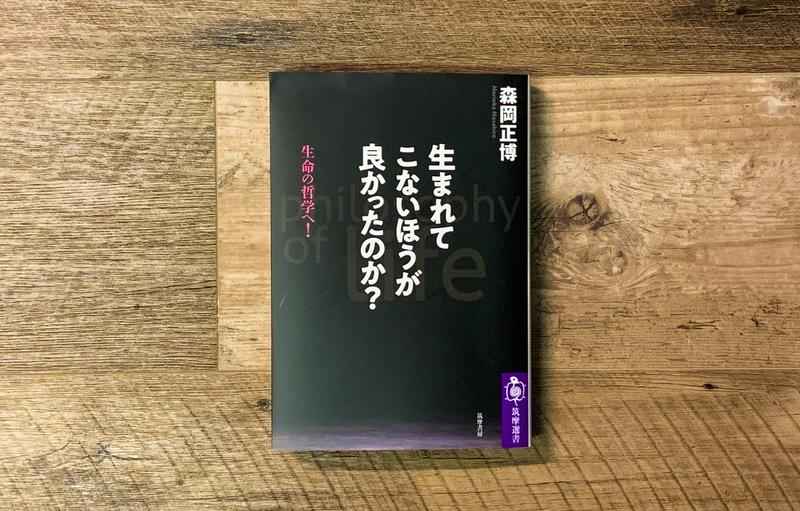 森岡正博
Morioka Masahiro
生まれて
こないほうが
良かったのか?
生命の哲学へ!
philosophy
of life
筑摩選書
筑摩書房